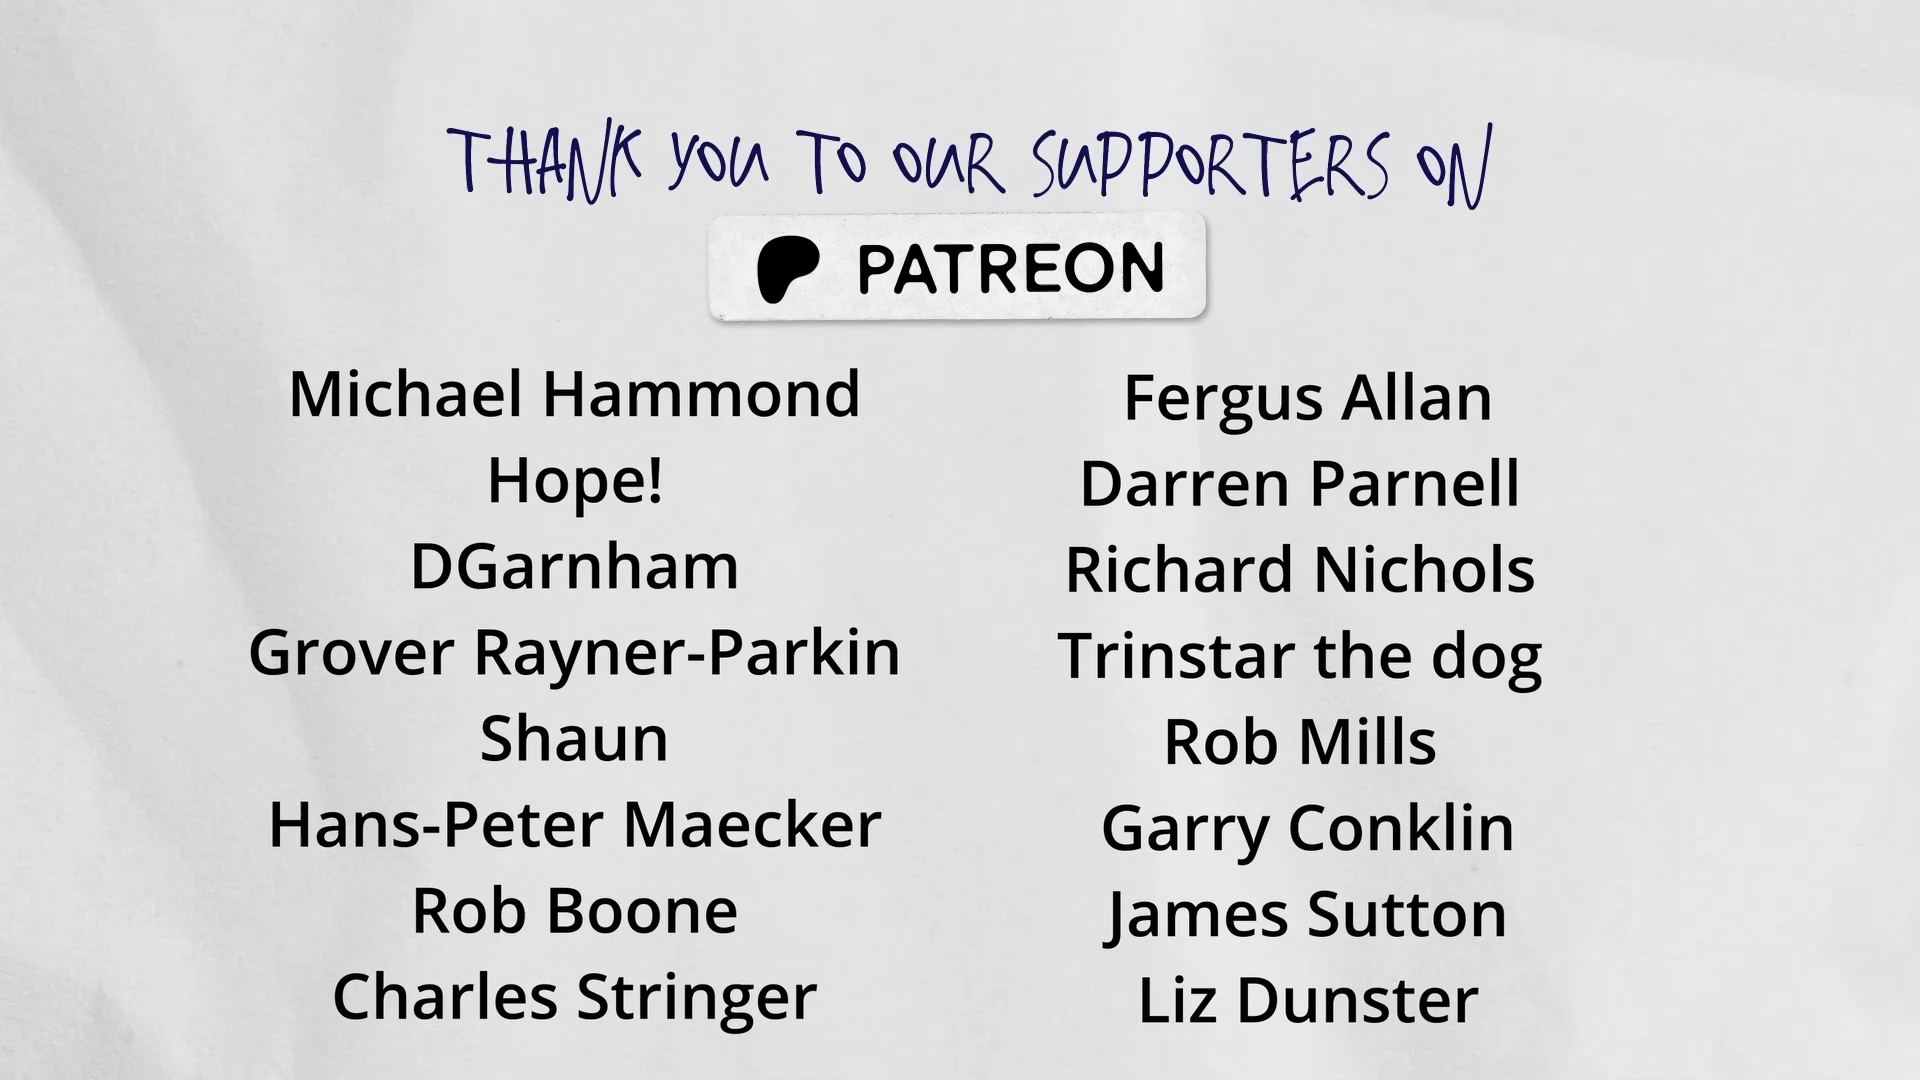 THANK YOU TO OUR SUPPORTERS ON
PATREON
Michael Hammond
Hope!
DGarnham
Grover Rayner-Parkin
Shaun
Hans-Peter Maecker
Rob Boone
Charles Stringer
Fergus Allan
Darren Parnell
Richard Nichols
Trinstar the dog
Rob Mills
Garry Conklin
James Sutton
Liz Dunster